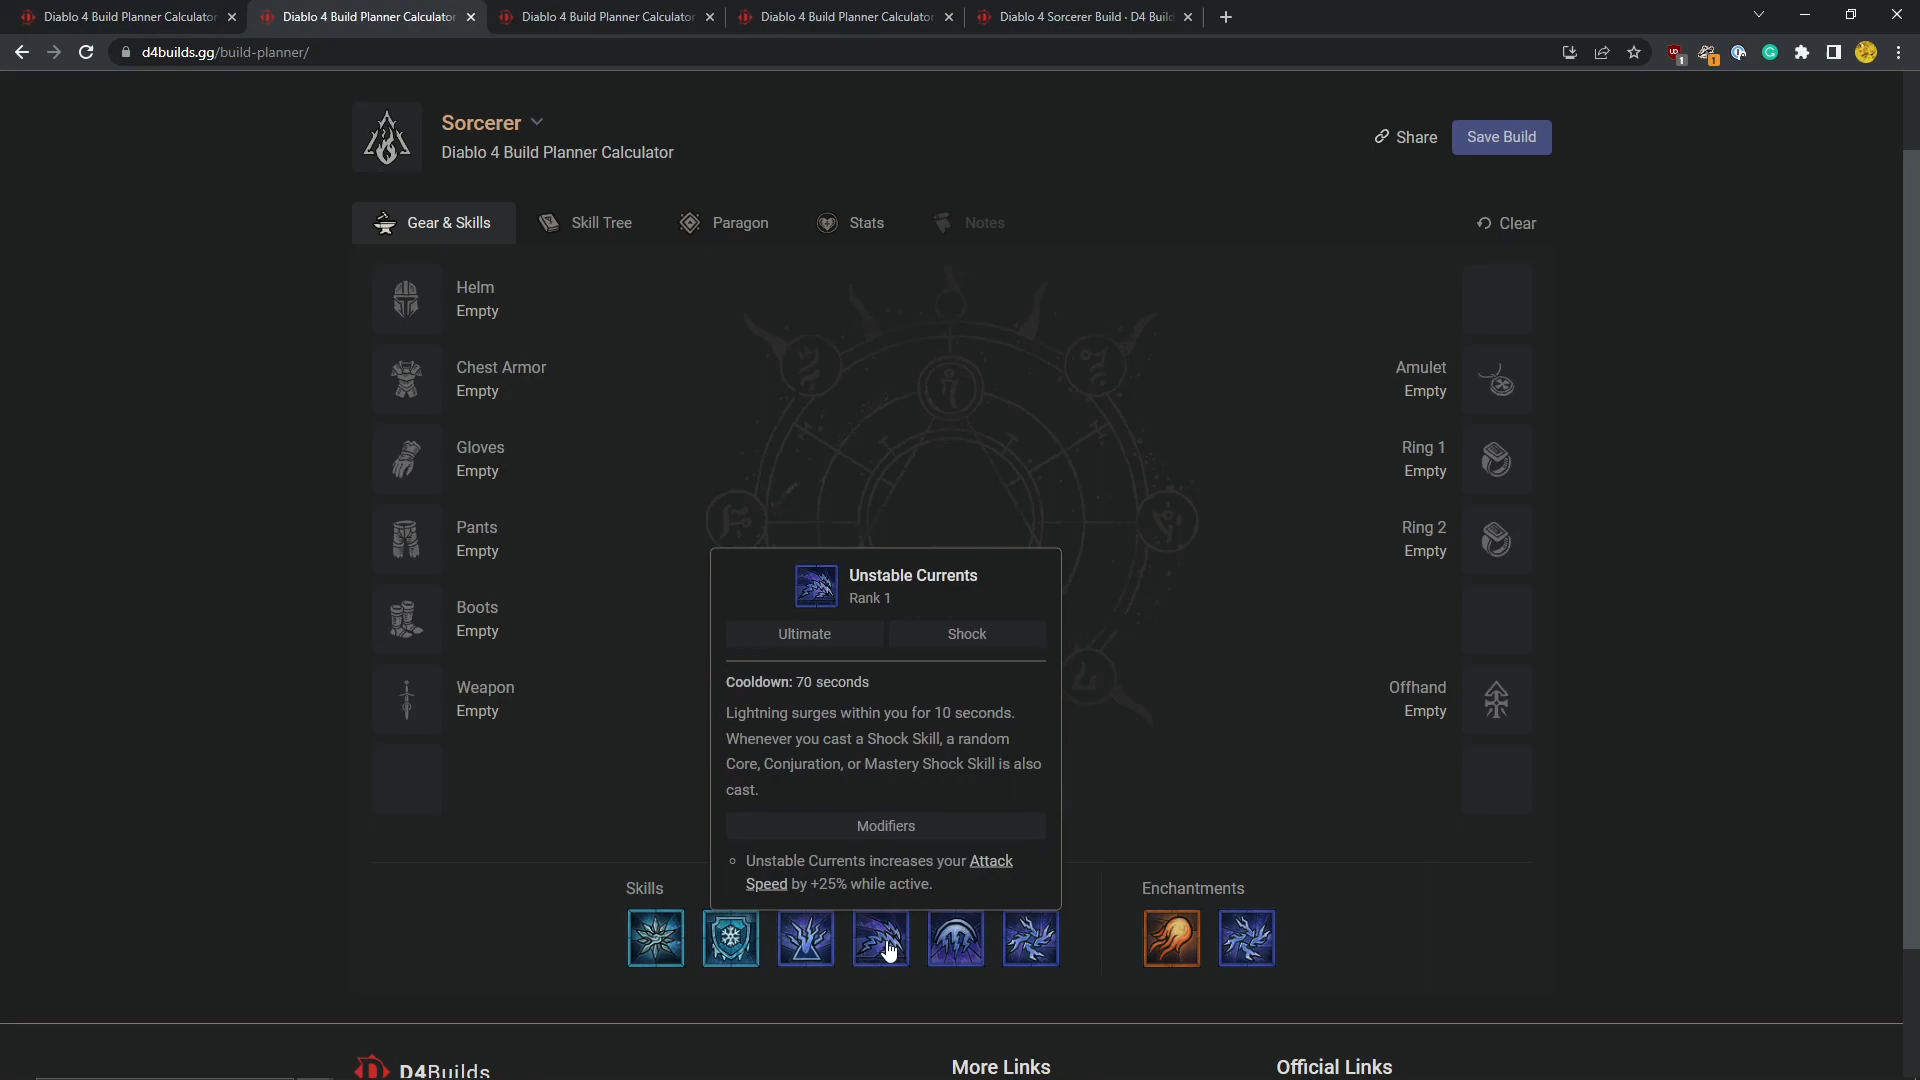 Diablo 4 Build Planner Calculator
Diablo 4 Build Planner Calculator
Diablo 4 Build Planner Calculator
Diablo 4 Build Planner Calculator
Diablo 4 Sorcerer Build · D4 Build
d4builds.gg/build-planner/
1
1
Sorcerer
Diablo 4 Build Planner Calculator
Share
Save Build
Gear & Skills
Skill Tree
Paragon
Stats
Notes
Clear
Helm
Empty
Chest Armor
Empty
Amulet
Empty
Gloves
Empty
Ring 1
Empty
Pants
Empty
Ring 2
Empty
Boots
Empty
Weapon
Empty
Offhand
Empty
Unstable Currents
Rank 1
Ultimate
Shock
Cooldown: 70 seconds
Lightning surges within you for 10 seconds.
Whenever you cast a Shock Skill, a random
Core, Conjuration, or Mastery Shock Skill is also
cast.
Modifiers
Unstable Currents increases your Attack
Speed by +25% while active.
Skills
Enchantments
D4Builds
More Links
Official Links